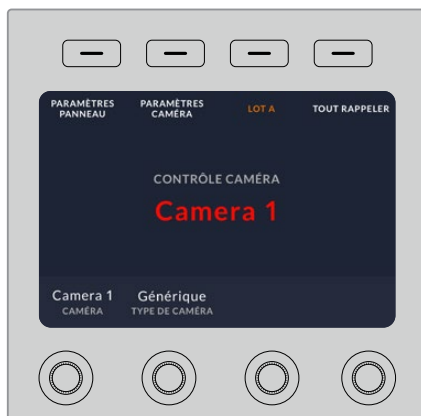 PARAMÈTRES PANNEAU
PARAMÈTRES CAMÉRA
LOT A
TOUT RAPPELER
CONTRÔLE CAMÉRA
Camera 1
Camera 1
CAMÉRA
Générique
TYPE DE CAMÉRA